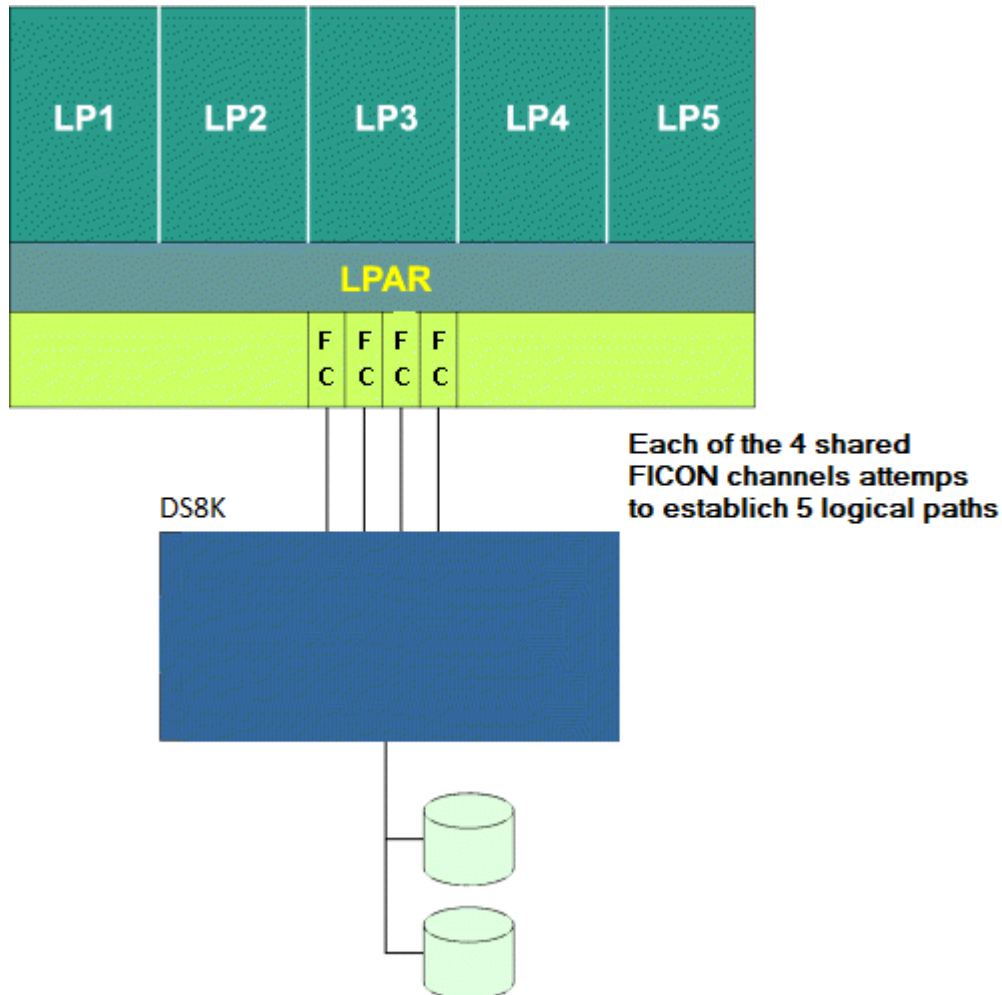 LP1 LP2 LP3 LP4 LP5
LPAR
F F F F
C C C C
Each of the 4 shared
FICON channels attemps
to establich 5 logical paths
DS8K